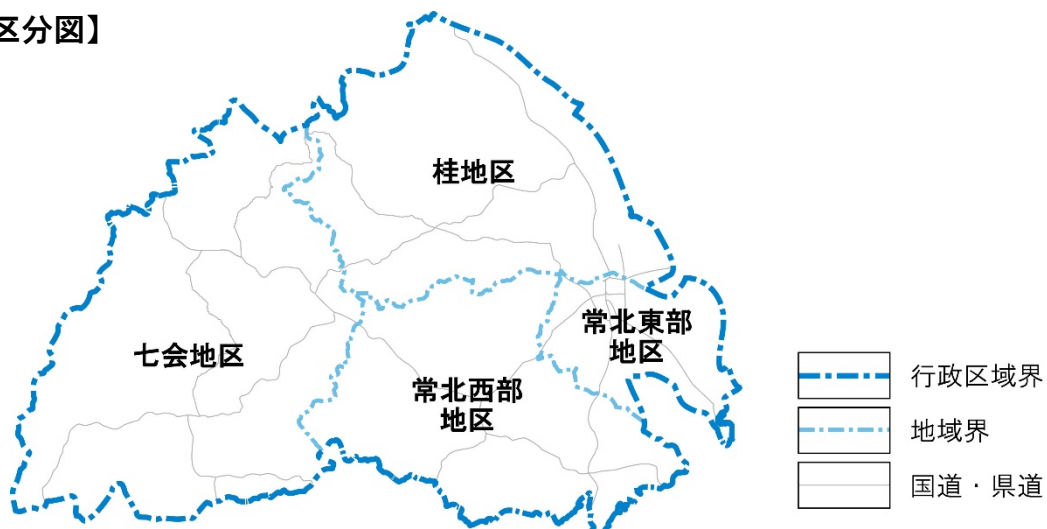 区分図】
桂地区
七会地区
常北東部
地区
常北西部
地区
行政区域界
地域界
国道・県道